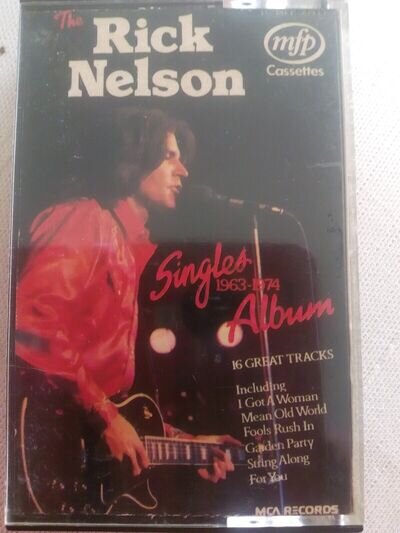 The
Rick
Nelson
mfp
Cassettes
Singles
1963-1974
Album
16 GREAT TRACKS
Including
I Got A Woman
Mean Old World
Fools Rush In
Garden Party
String Along
For You
MCA RECORDS